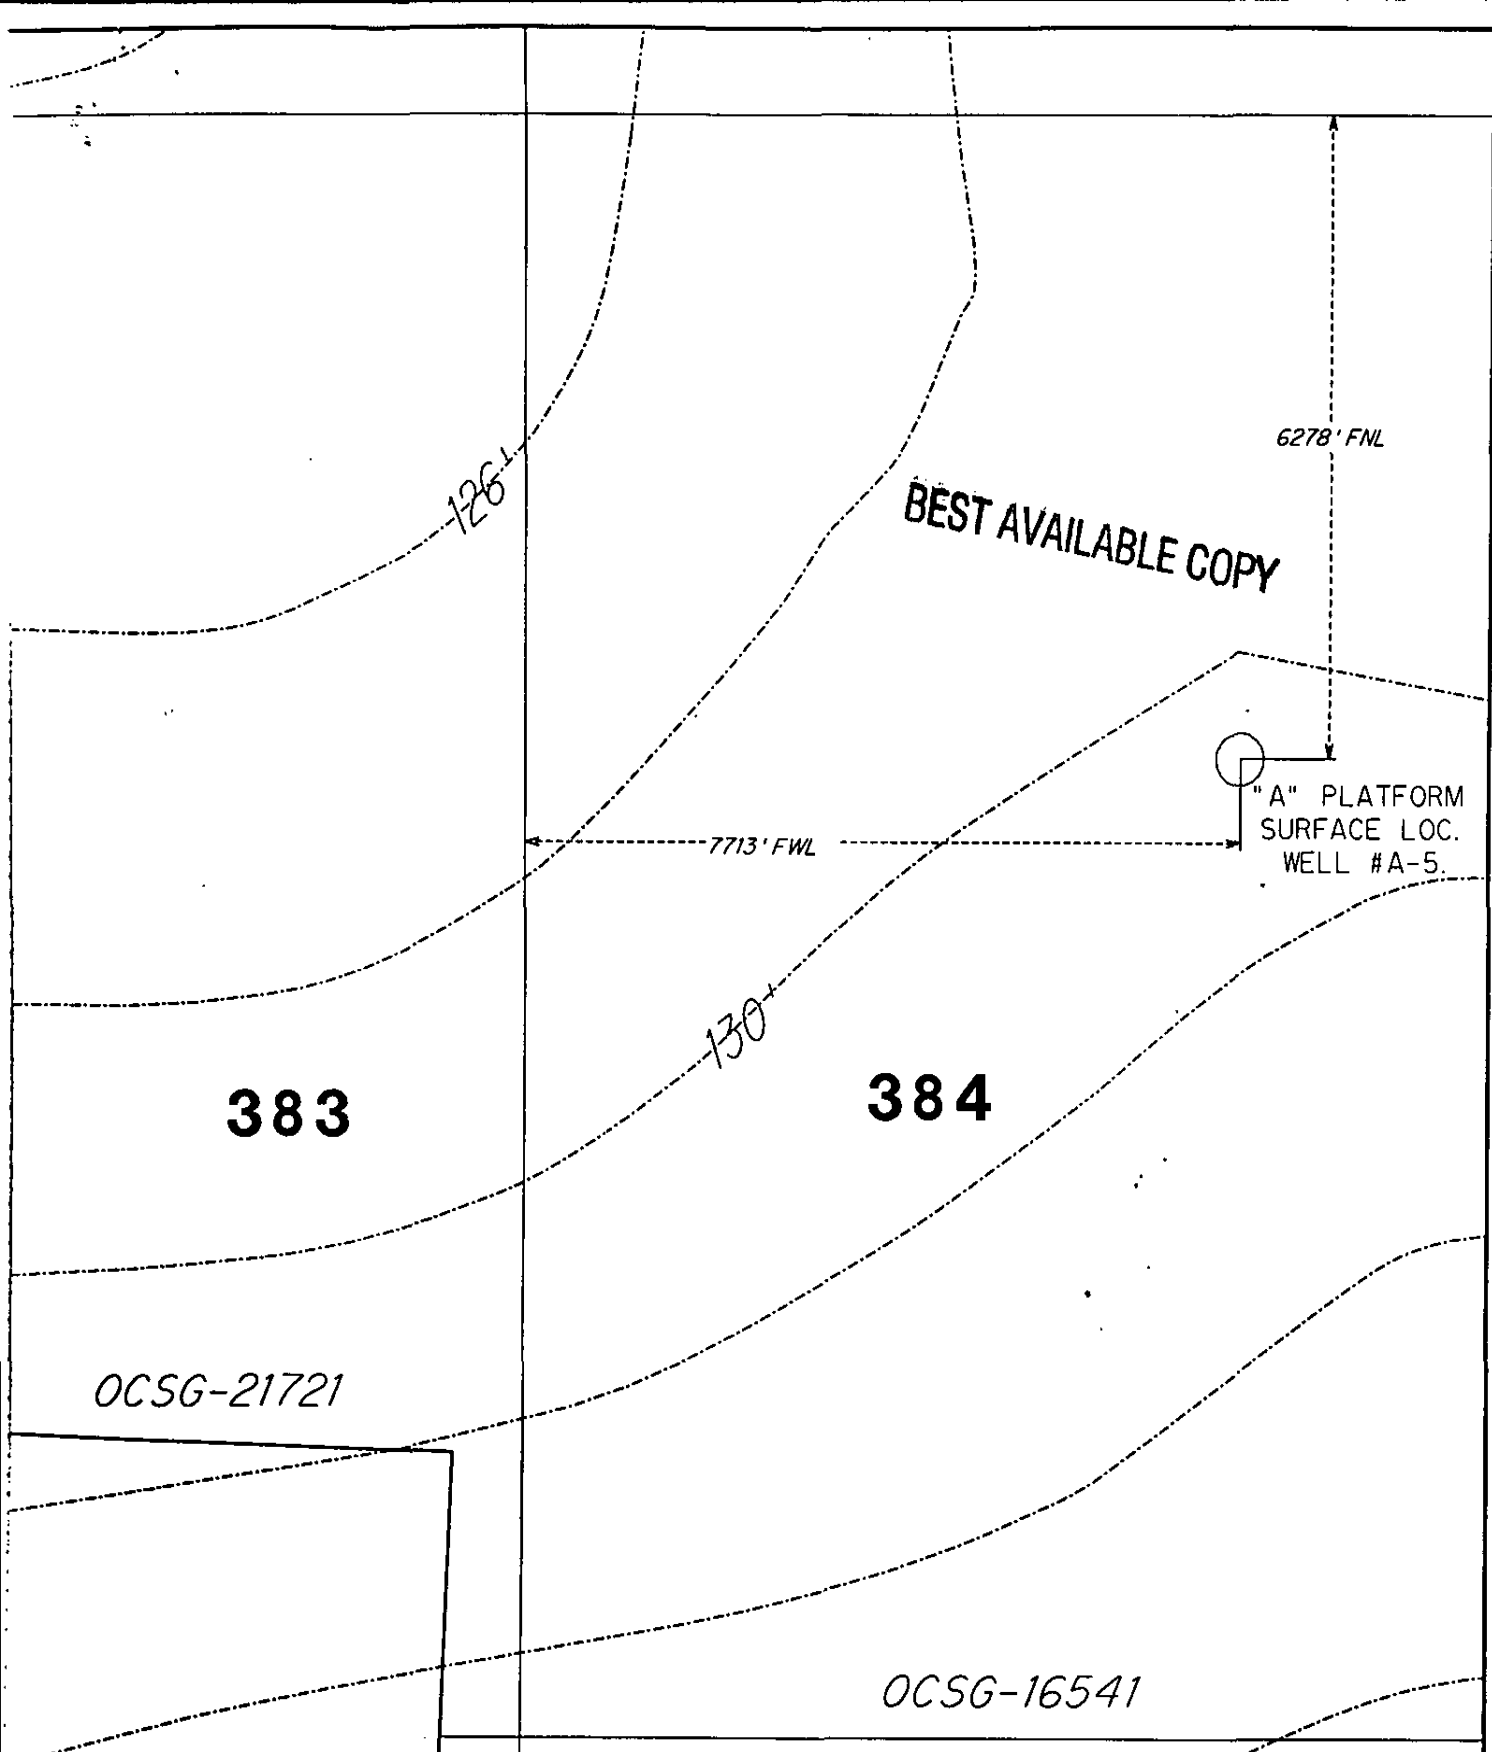 6278' FNL
126'
BEST AVAILABLE COPY
"A" PLATFORM
SURFACE LOC.
WELL #A-5.
7713' FWL
130'
383
384
OCSG-21721
OCSG-16541